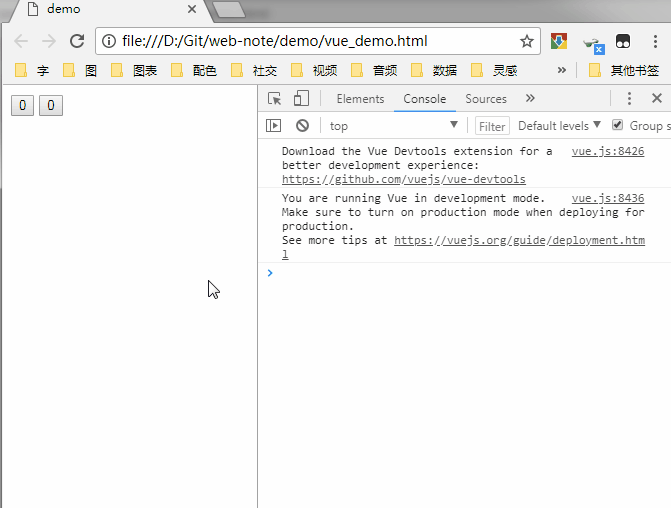 demo
file:///D:/Git/web-note/demo/vue_demo.html
字 图 图表 配色 社交 视频 音频 数据 灵感 » 其他书签
0 0
Elements Console Sources »
top Filter Default levels Group s
Download the Vue Devtools extension for a vue.js:8426
better development experience:
https://github.com/vuejs/vue-devtools
You are running Vue in development mode. vue.js:8436
Make sure to turn on production mode when deploying for
production.
See more tips at https://vuejs.org/guide/deployment.htm
l